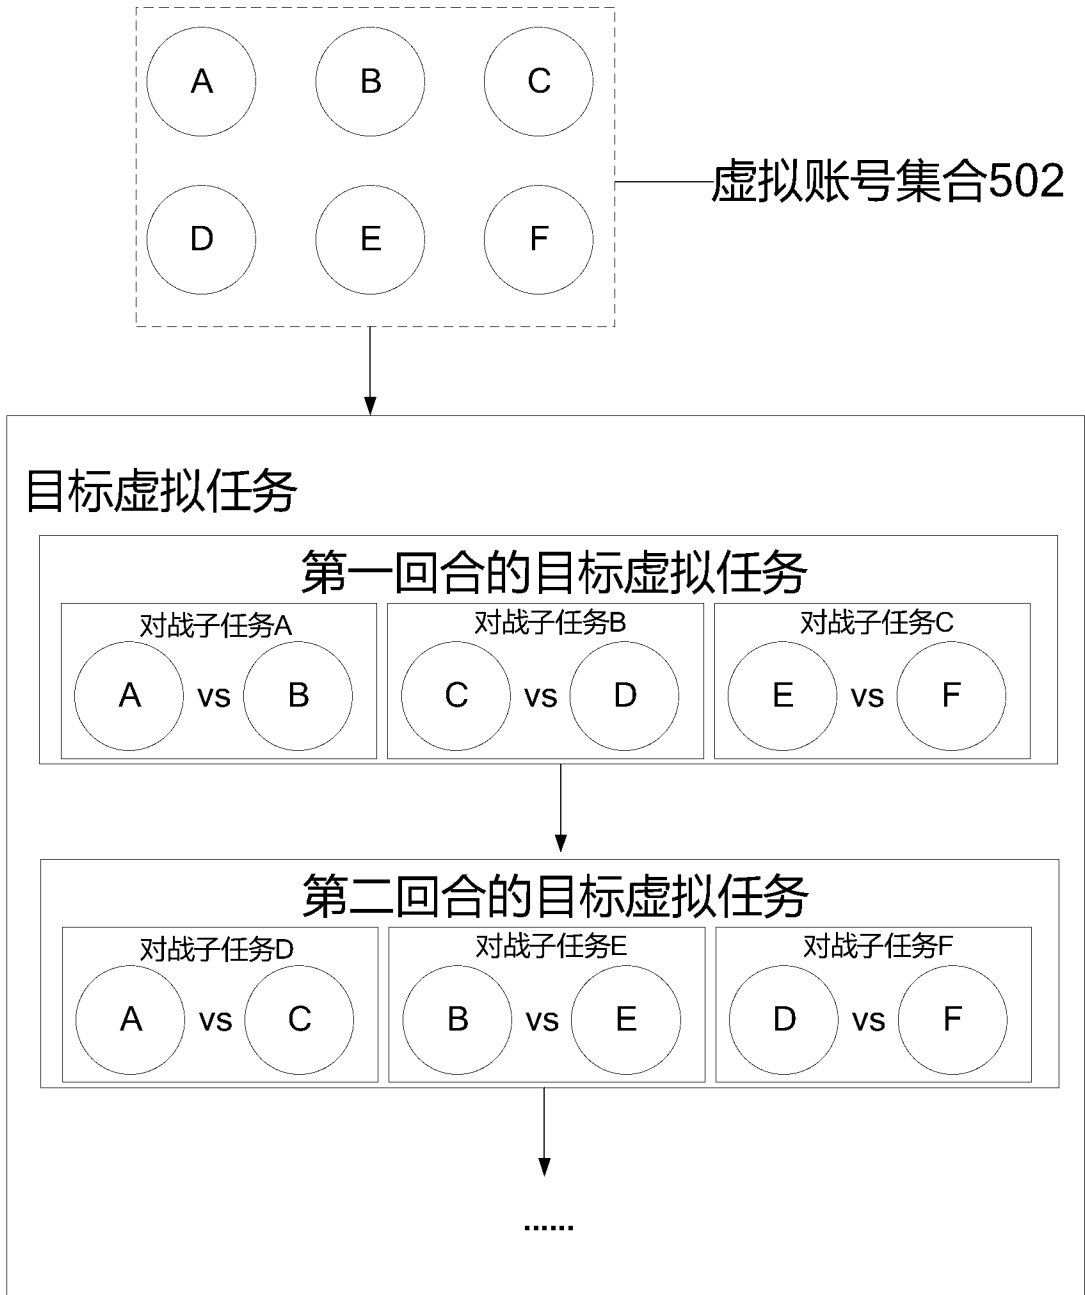 A B C
虚拟账号集合502
D E F
目标虚拟任务
第一回合的目标虚拟任务
对战子任务A 对战子任务B 对战子任务C
A vs B C vs D E vs F
第二回合的目标虚拟任务
对战子任务D 对战子任务E 对战子任务F
A vs C B vs E D vs F
......